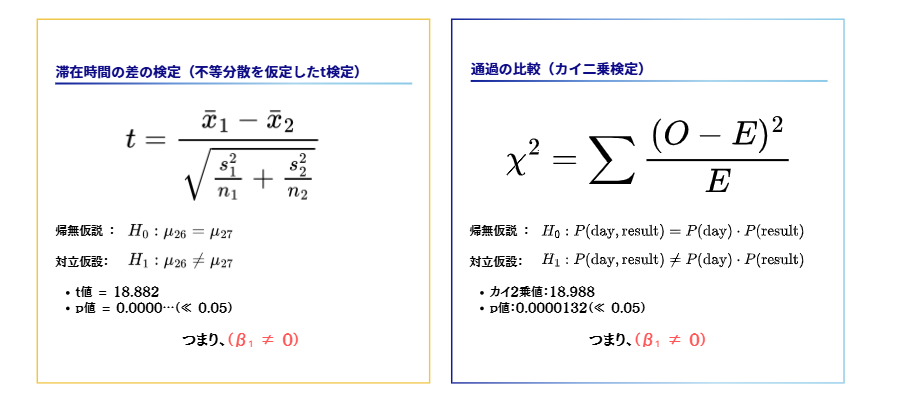 滞在時間の差の検定（不等分散を仮定したt検定）
t = (x̄₁ − x̄₂) / √(s₁²/n₁ + s₂²/n₂)
帰無仮説 ： H₀ : μ₂₆ = μ₂₇
対立仮設： H₁ : μ₂₆ ≠ μ₂₇
• t値 = 18.882
• p値 = 0.0000…(≪ 0.05)
つまり、(β₁ ≠ 0)
通過の比較（カイ二乗検定）
χ² = ∑ (O − E)² / E
帰無仮説 ： H₀ : P(day, result) = P(day) · P(result)
対立仮設： H₁ : P(day, result) ≠ P(day) · P(result)
• カイ2乗値：18.988
• p値：0.0000132(≪ 0.05)
つまり、(β₁ ≠ 0)